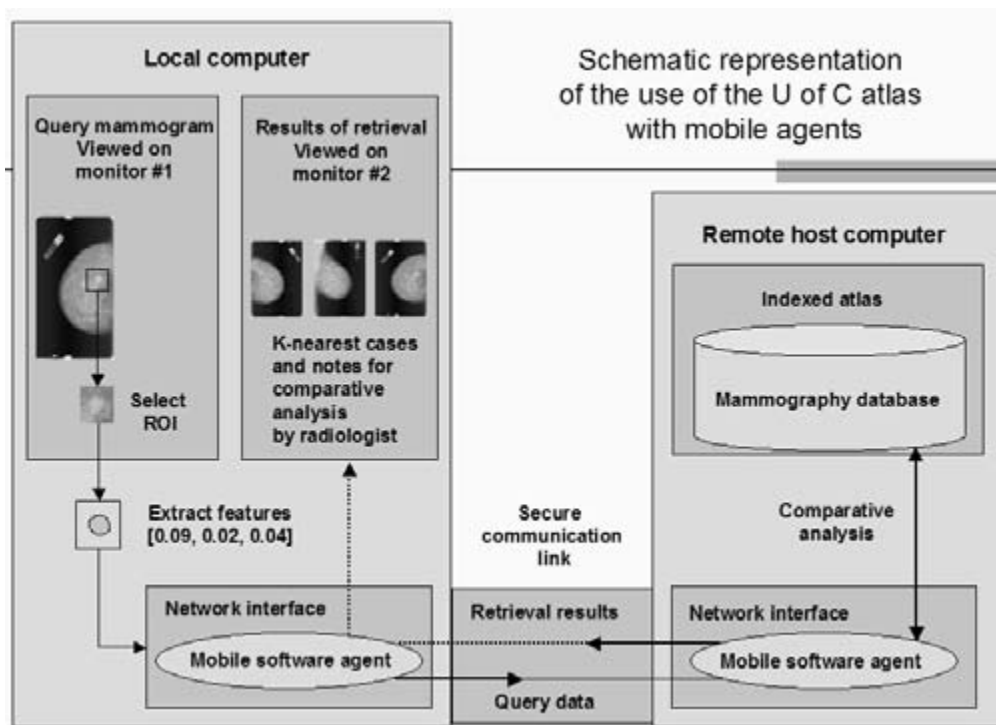 Schematic representation
of the use of the U of C atlas
with mobile agents
Local computer
Query mammogram
Viewed on
monitor #1
Select
ROI
Extract features
[0.09, 0.02, 0.04]
Results of retrieval
Viewed on
monitor #2
K-nearest cases
and notes for
comparative
analysis
by radiologist
Network interface
Mobile software agent
Secure
communication
link
Retrieval results
Query data
Remote host computer
Indexed atlas
Mammography database
Comparative
analysis
Network interface
Mobile software agent